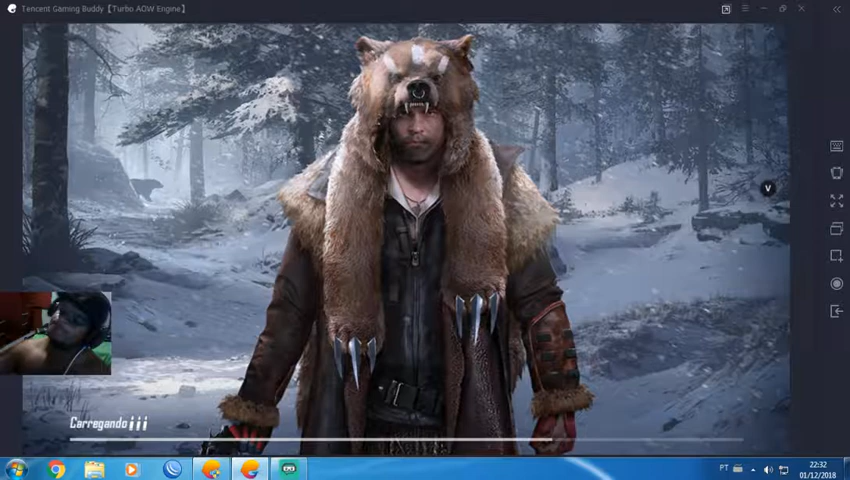 Tencent Gaming Buddy【Turbo AOW Engine】
V
Carregando
PT
22:32
01/12/2018